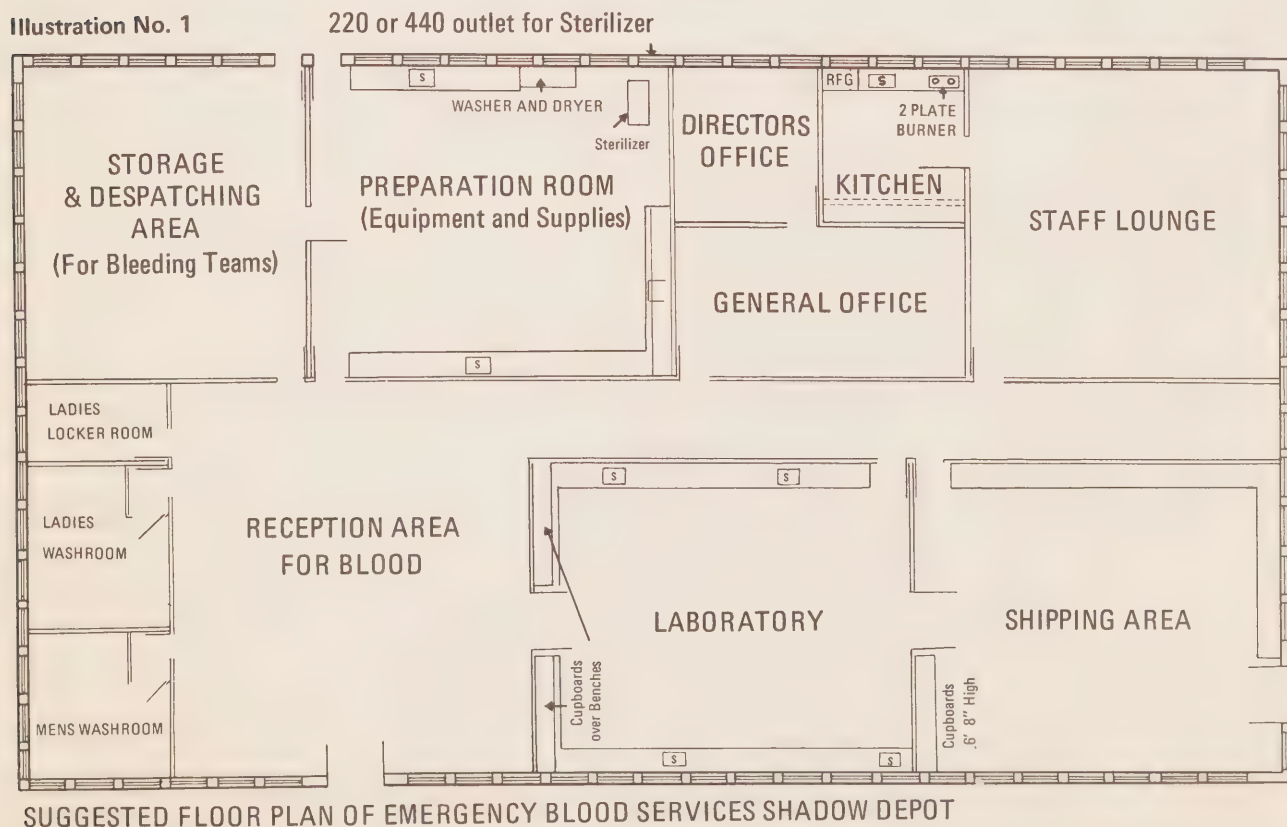 Illustration No. 1
220 or 440 outlet for Sterilizer
S
WASHER AND DRYER
Sterilizer
STORAGE
& DESPATCHING
AREA
(For Bleeding Teams)
PREPARATION ROOM
(Equipment and Supplies)
S
DIRECTORS
OFFICE
RFG
S
2 PLATE
BURNER
KITCHEN
STAFF LOUNGE
GENERAL OFFICE
LADIES
LOCKER ROOM
LADIES
WASHROOM
MENS WASHROOM
RECEPTION AREA
FOR BLOOD
S
S
LABORATORY
Cupboards
over Benches
S
S
SHIPPING AREA
Cupboards
.6' 8" High
SUGGESTED FLOOR PLAN OF EMERGENCY BLOOD SERVICES SHADOW DEPOT